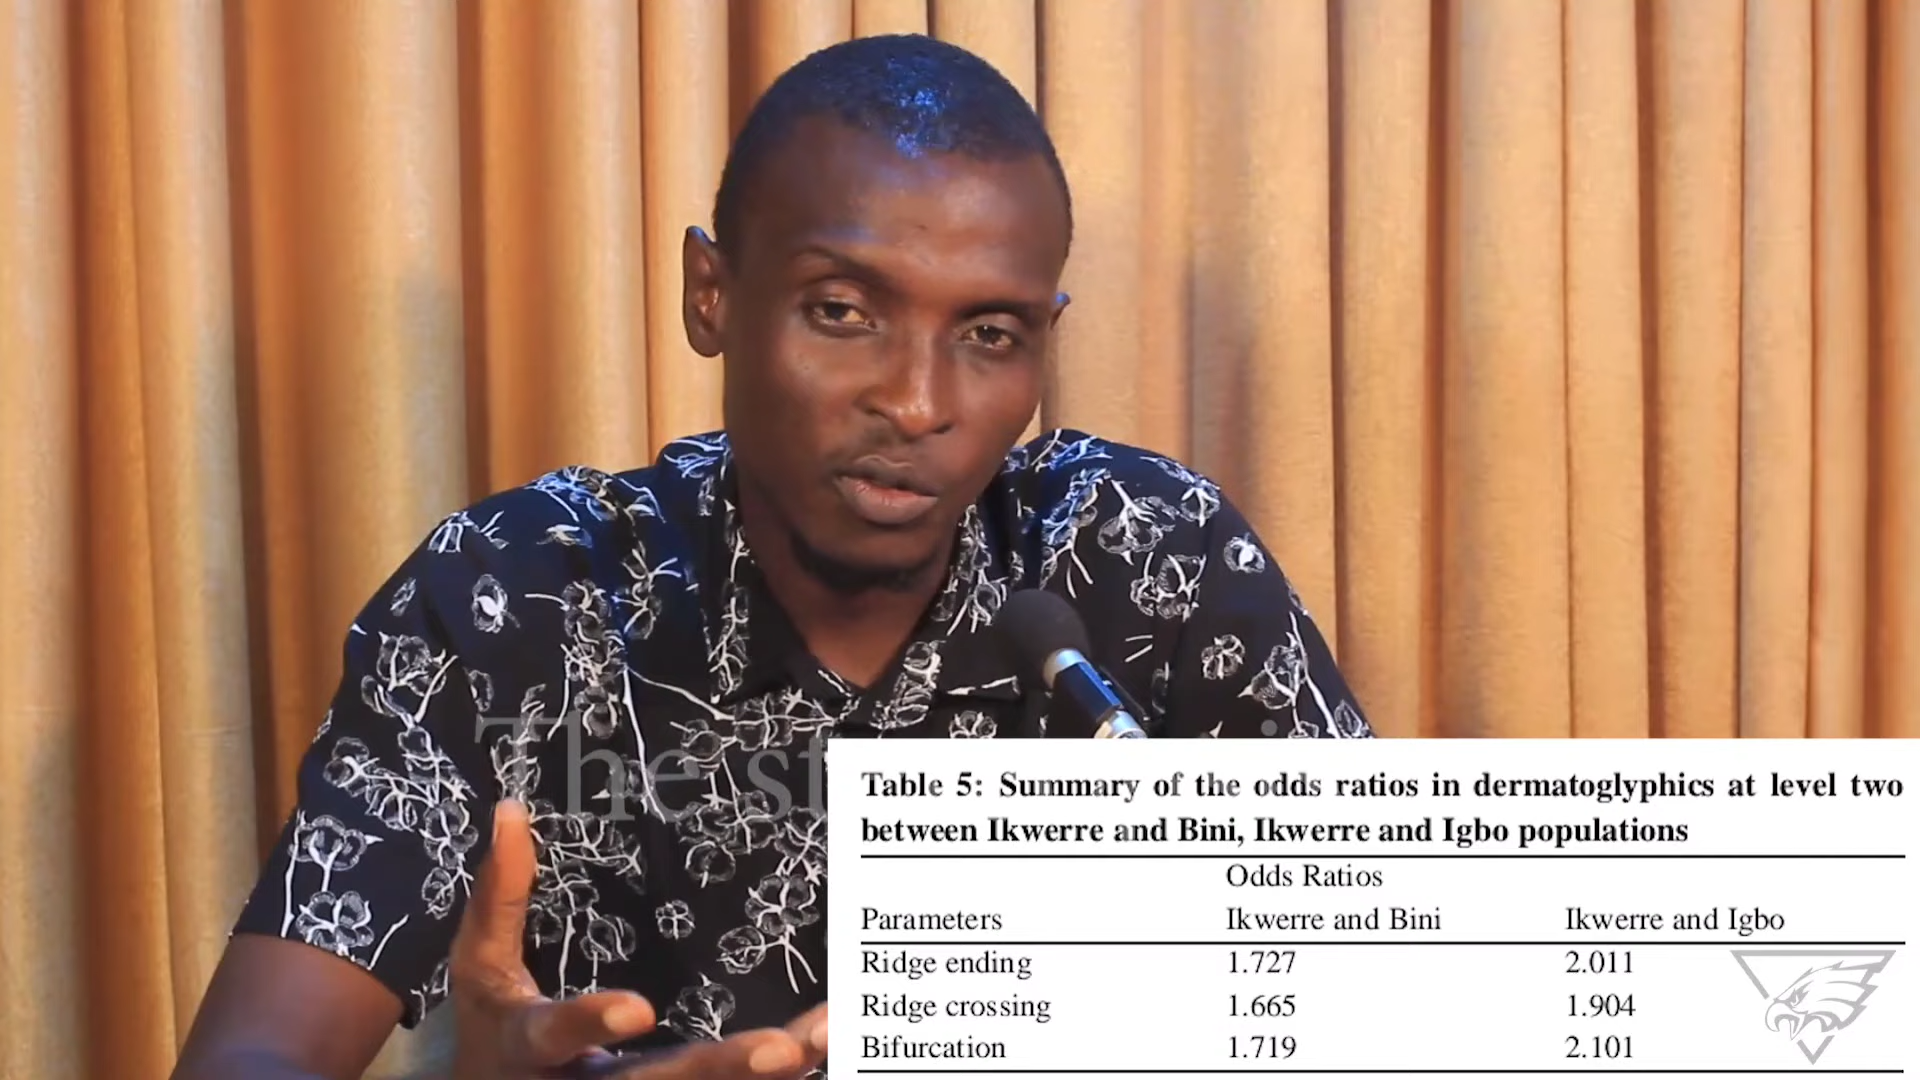 The st
Table 5: Summary of the odds ratios in dermatoglyphics at level two
between Ikwerre and Bini, Ikwerre and Igbo populations
Odds Ratios
Parameters Ikwerre and Bini Ikwerre and Igbo
Ridge ending 1.727 2.011
Ridge crossing 1.665 1.904
Bifurcation 1.719 2.101